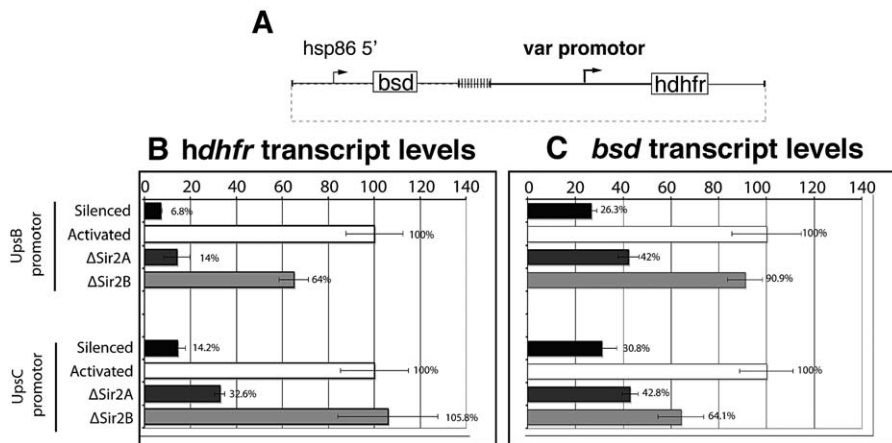 A
hsp86 5'
var promotor
bsd
hdhfr
B hdhfr transcript levels
C bsd transcript levels
0 20 40 60 80 100 120 140
0 20 40 60 80 100 120 140
UpsB
promotor
Silenced 6.8% 26.3%
Activated 100% 100%
ΔSir2A 14% 42%
ΔSir2B 64% 90.9%
UpsC
promotor
Silenced 14.2% 30.8%
Activated 100% 100%
ΔSir2A 32.6% 42.8%
ΔSir2B 105.8% 64.1%